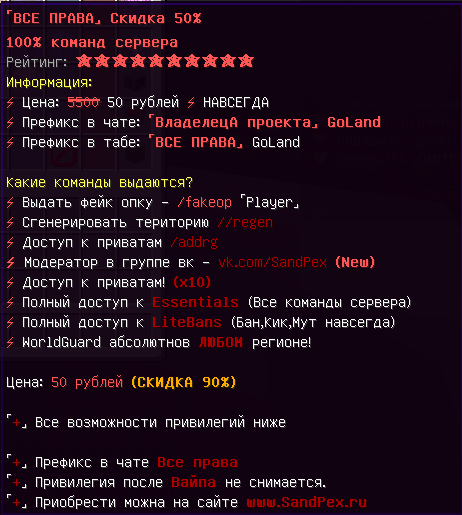 「ВСЕ ПРАВА」 Скидка 50%
100% команд сервера
Рейтинг: ★★★★★★★★★★
Информация:
⚡ Цена: 5500 50 рублей ⚡ НАВСЕГДА
⚡ Префикс в чате: 「ВладелецА проекта」 GoLand
⚡ Префикс в табе: 「ВСЕ ПРАВА」 GoLand
Какие команды выдаются?
⚡ Выдать фейк опку - /fakeop 「Player」
⚡ Сгенерировать територию //regen
⚡ Доступ к приватам /addrg
⚡ Модератор в группе вк - vk.com/SandPex (New)
⚡ Доступ к приватам! (x10)
⚡ Полный доступ к Essentials (Все команды сервера)
⚡ Полный доступ к LiteBans (Бан,Кик,Мут навсегда)
⚡ WorldGuard абсолютнов ЛЮБОМ регионе!
Цена: 50 рублей (СКИДКА 90%)
「+」 Все возможности привилегий ниже
「+」 Префикс в чате Все права
「+」 Привилегия после Вайпа не снимается.
「+」 Приобрести можна на сайте www.SandPex.ru